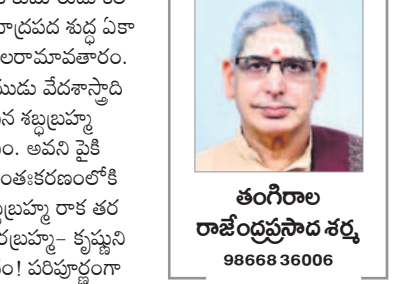 ాద్రపద శుద్ధ ఏకా
లరామావతారం.
ముడు వేదశాస్త్రాది
న శబ్దబ్రహ్మ
ం. అవని పైకి
ంతఃకరణంలోకి
బ్రహ్మ రాక తర
రబ్రహ్మ– కృష్ణుని
ం! పరిపూర్ణంగా
తంగిరాల
రాజేంద్రప్రసాద శర్మ
98668 36006